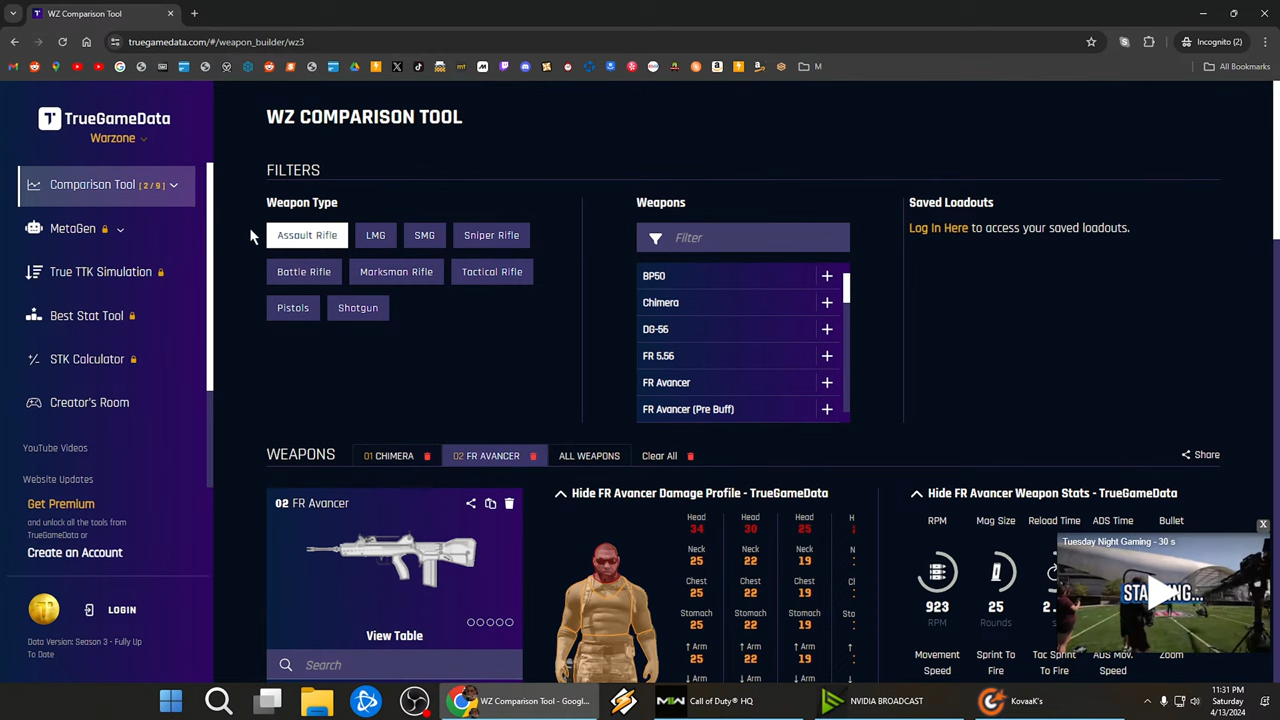 WZ Comparison Tool
truegamedata.com/#/weapon_builder/wz3
Incognito (2)
M
All Bookmarks
TrueGameData
Warzone
Comparison Tool [2/9]
MetaGen
True TTK Simulation
Best Stat Tool
STK Calculator
Creator's Room
YouTube Videos
Website Updates
Get Premium
and unlock all the tools from
TrueGameData or
Create an Account
LOGIN
Data Version: Season 3 - Fully Up
To Date
WZ COMPARISON TOOL
FILTERS
Weapon Type
Assault Rifle LMG SMG Sniper Rifle
Battle Rifle Marksman Rifle Tactical Rifle
Pistols Shotgun
Weapons
Filter
BP50 +
Chimera +
DG-56 +
FR 5.56 +
FR Avancer +
FR Avancer (Pre Buff) +
Saved Loadouts
Log In Here to access your saved loadouts.
WEAPONS 01 CHIMERA 02 FR AVANCER ALL WEAPONS Clear All Share
02 FR Avancer
View Table
Search
Hide FR Avancer Damage Profile - TrueGameData
Head Head Head H
34 30 25
Neck Neck Neck
25 22 19
Chest Chest Chest
25 22 19
Stomach Stomach Stomach
25 22 19
↑ Arm ↑ Arm ↑ Arm
25 22 19
↓ Arm ↓ Arm ↓ Arm
Hide FR Avancer Weapon Stats - TrueGameData
RPM Mag Size Reload Time ADS Time Bullet
923 25 2.
RPM Rounds s
Movement Sprint To Tac Sprint ADS Mov. Zoom
Speed Fire To Fire Speed
Tuesday Night Gaming - 30 s
X
WZ Comparison Tool - Googl...
Call of Duty® HQ
NVIDIA BROADCAST
KovaaK's
11:31 PM
Saturday
4/13/2024